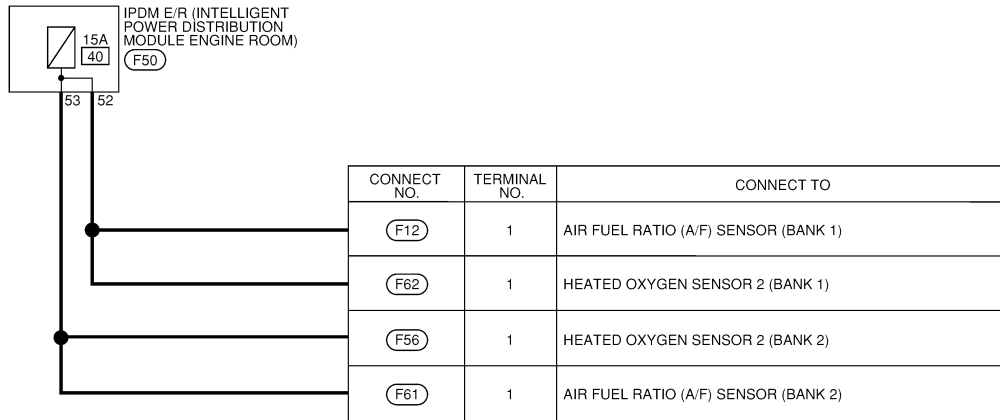 IPDM E/R (INTELLIGENT
POWER DISTRIBUTION
MODULE ENGINE ROOM)
15A
40
F50
53 52
CONNECT NO. TERMINAL NO. CONNECT TO
F12 1 AIR FUEL RATIO (A/F) SENSOR (BANK 1)
F62 1 HEATED OXYGEN SENSOR 2 (BANK 1)
F56 1 HEATED OXYGEN SENSOR 2 (BANK 2)
F61 1 AIR FUEL RATIO (A/F) SENSOR (BANK 2)